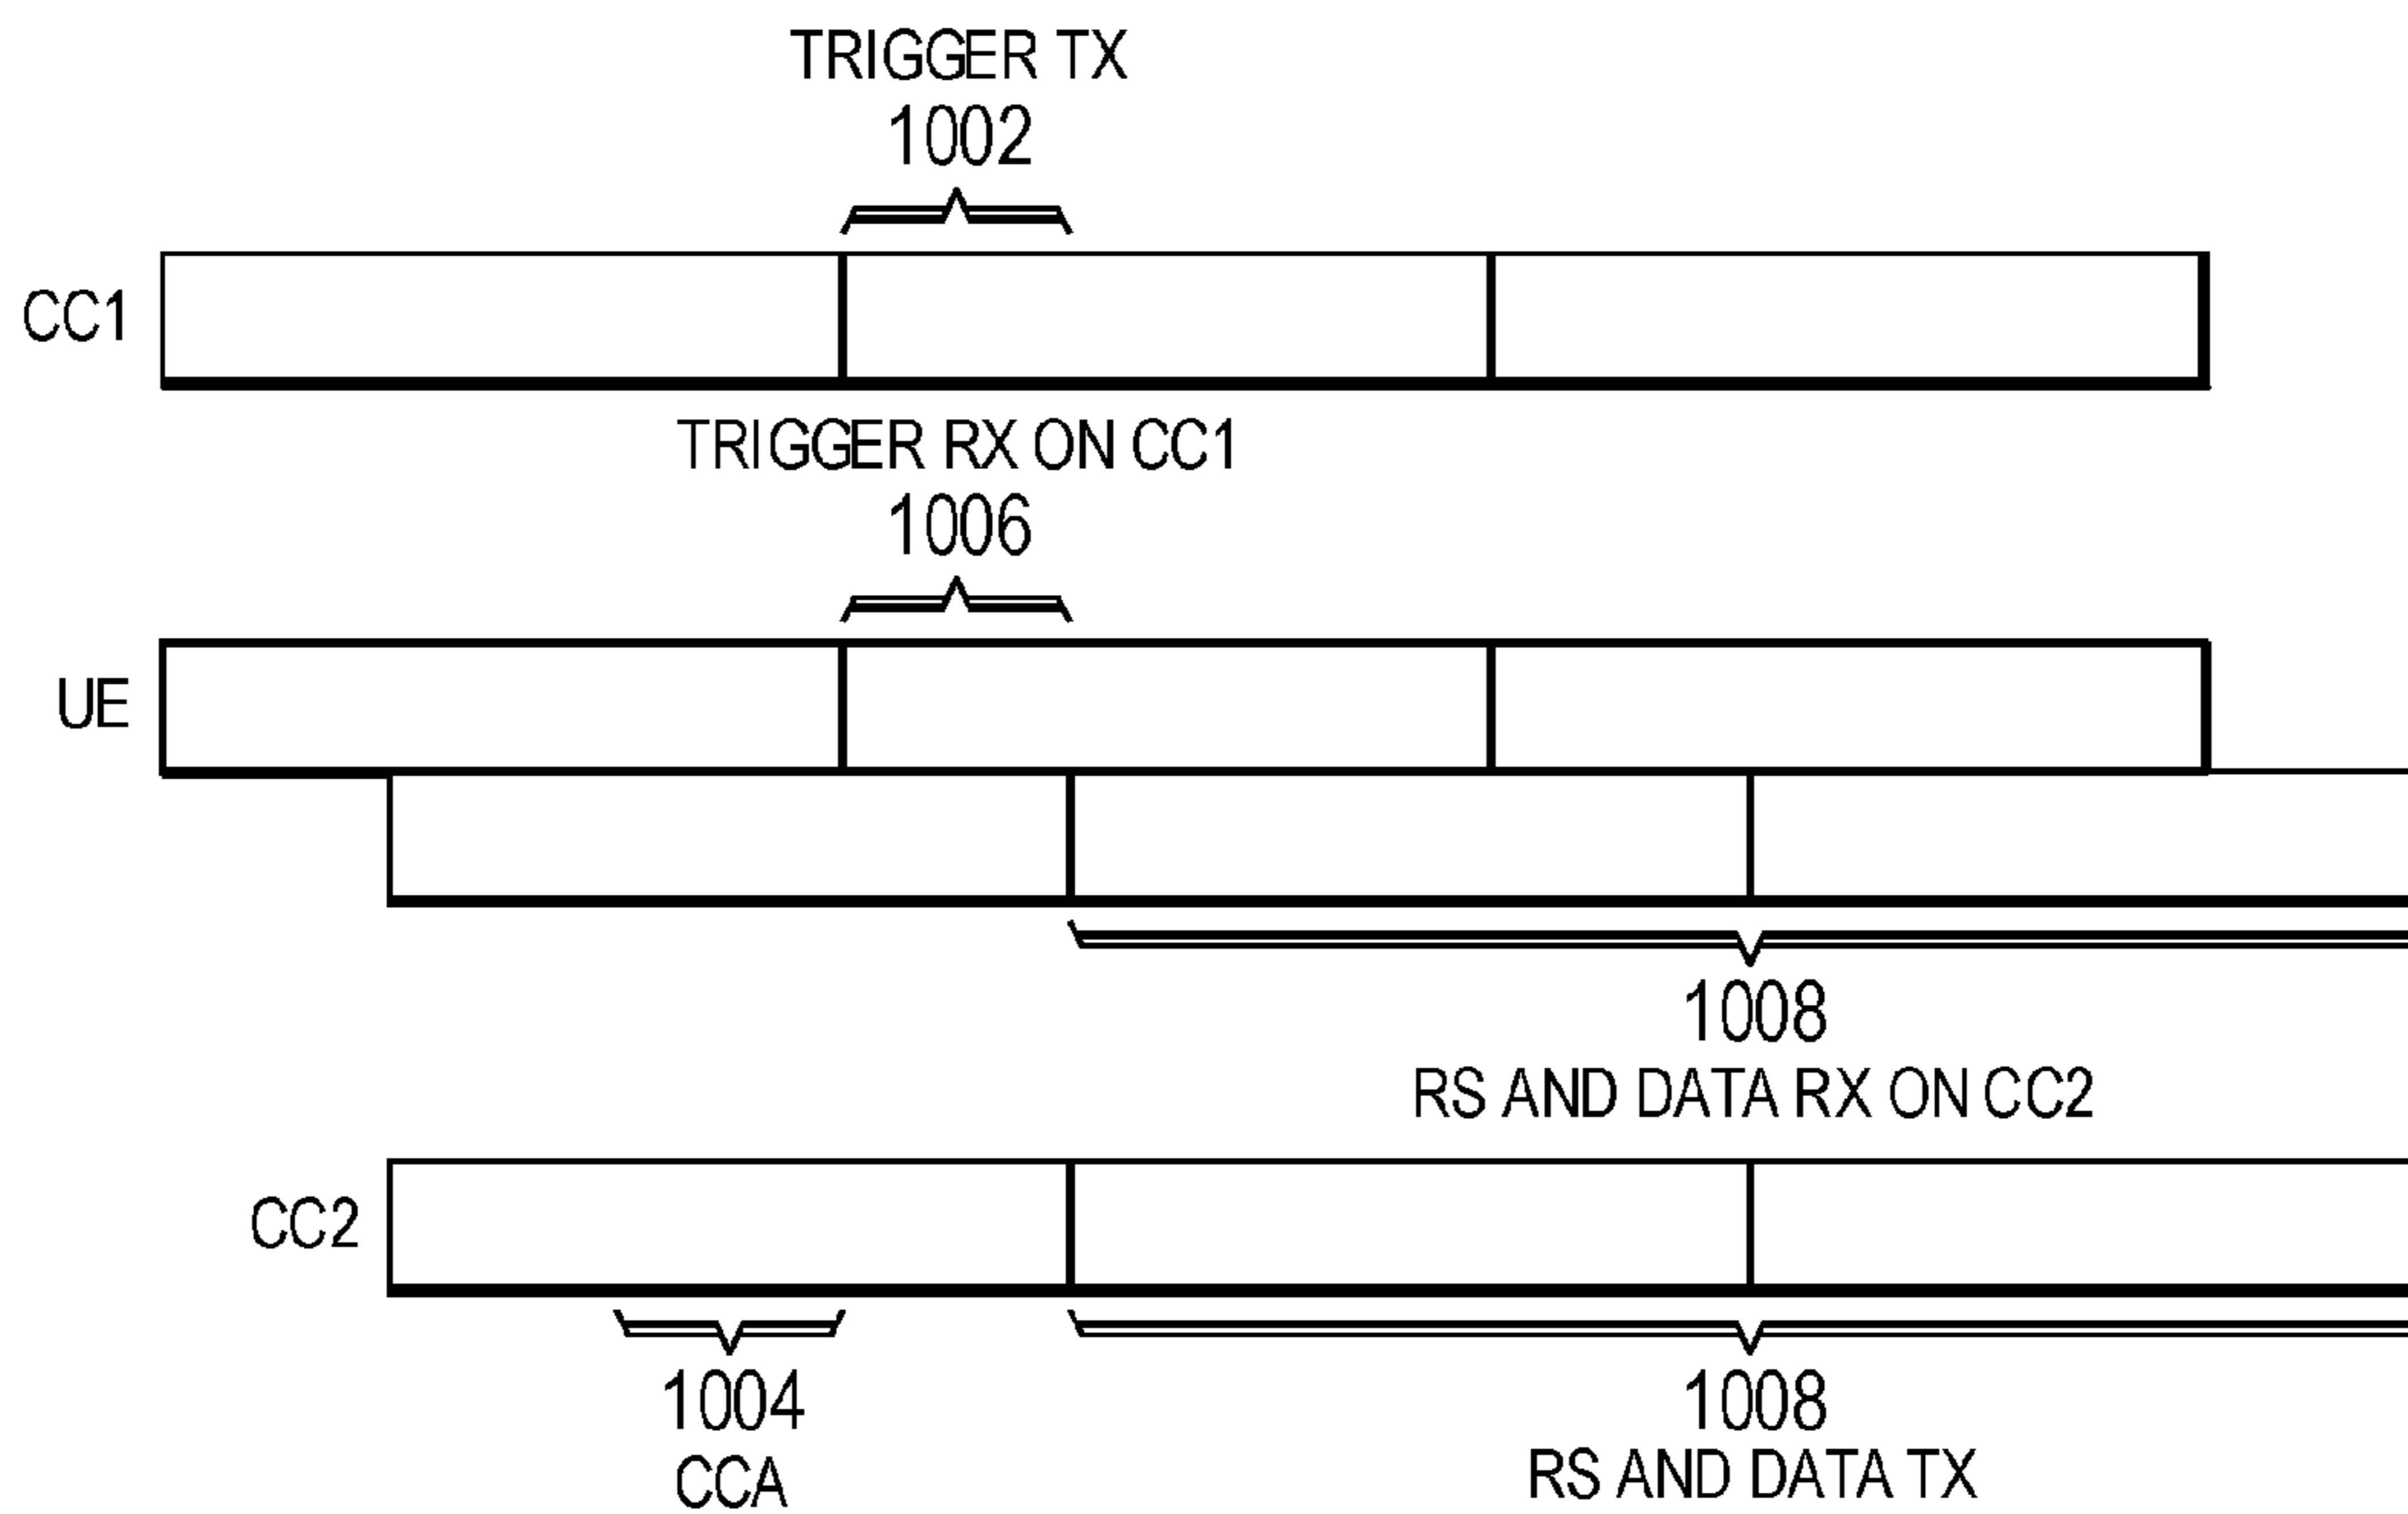 TRIGGER TX
1002
CC1
TRIGGER RX ON CC1
1006
UE
1008
RS AND DATA RX ON CC2
CC2
1004
CCA
1008
RS AND DATA TX